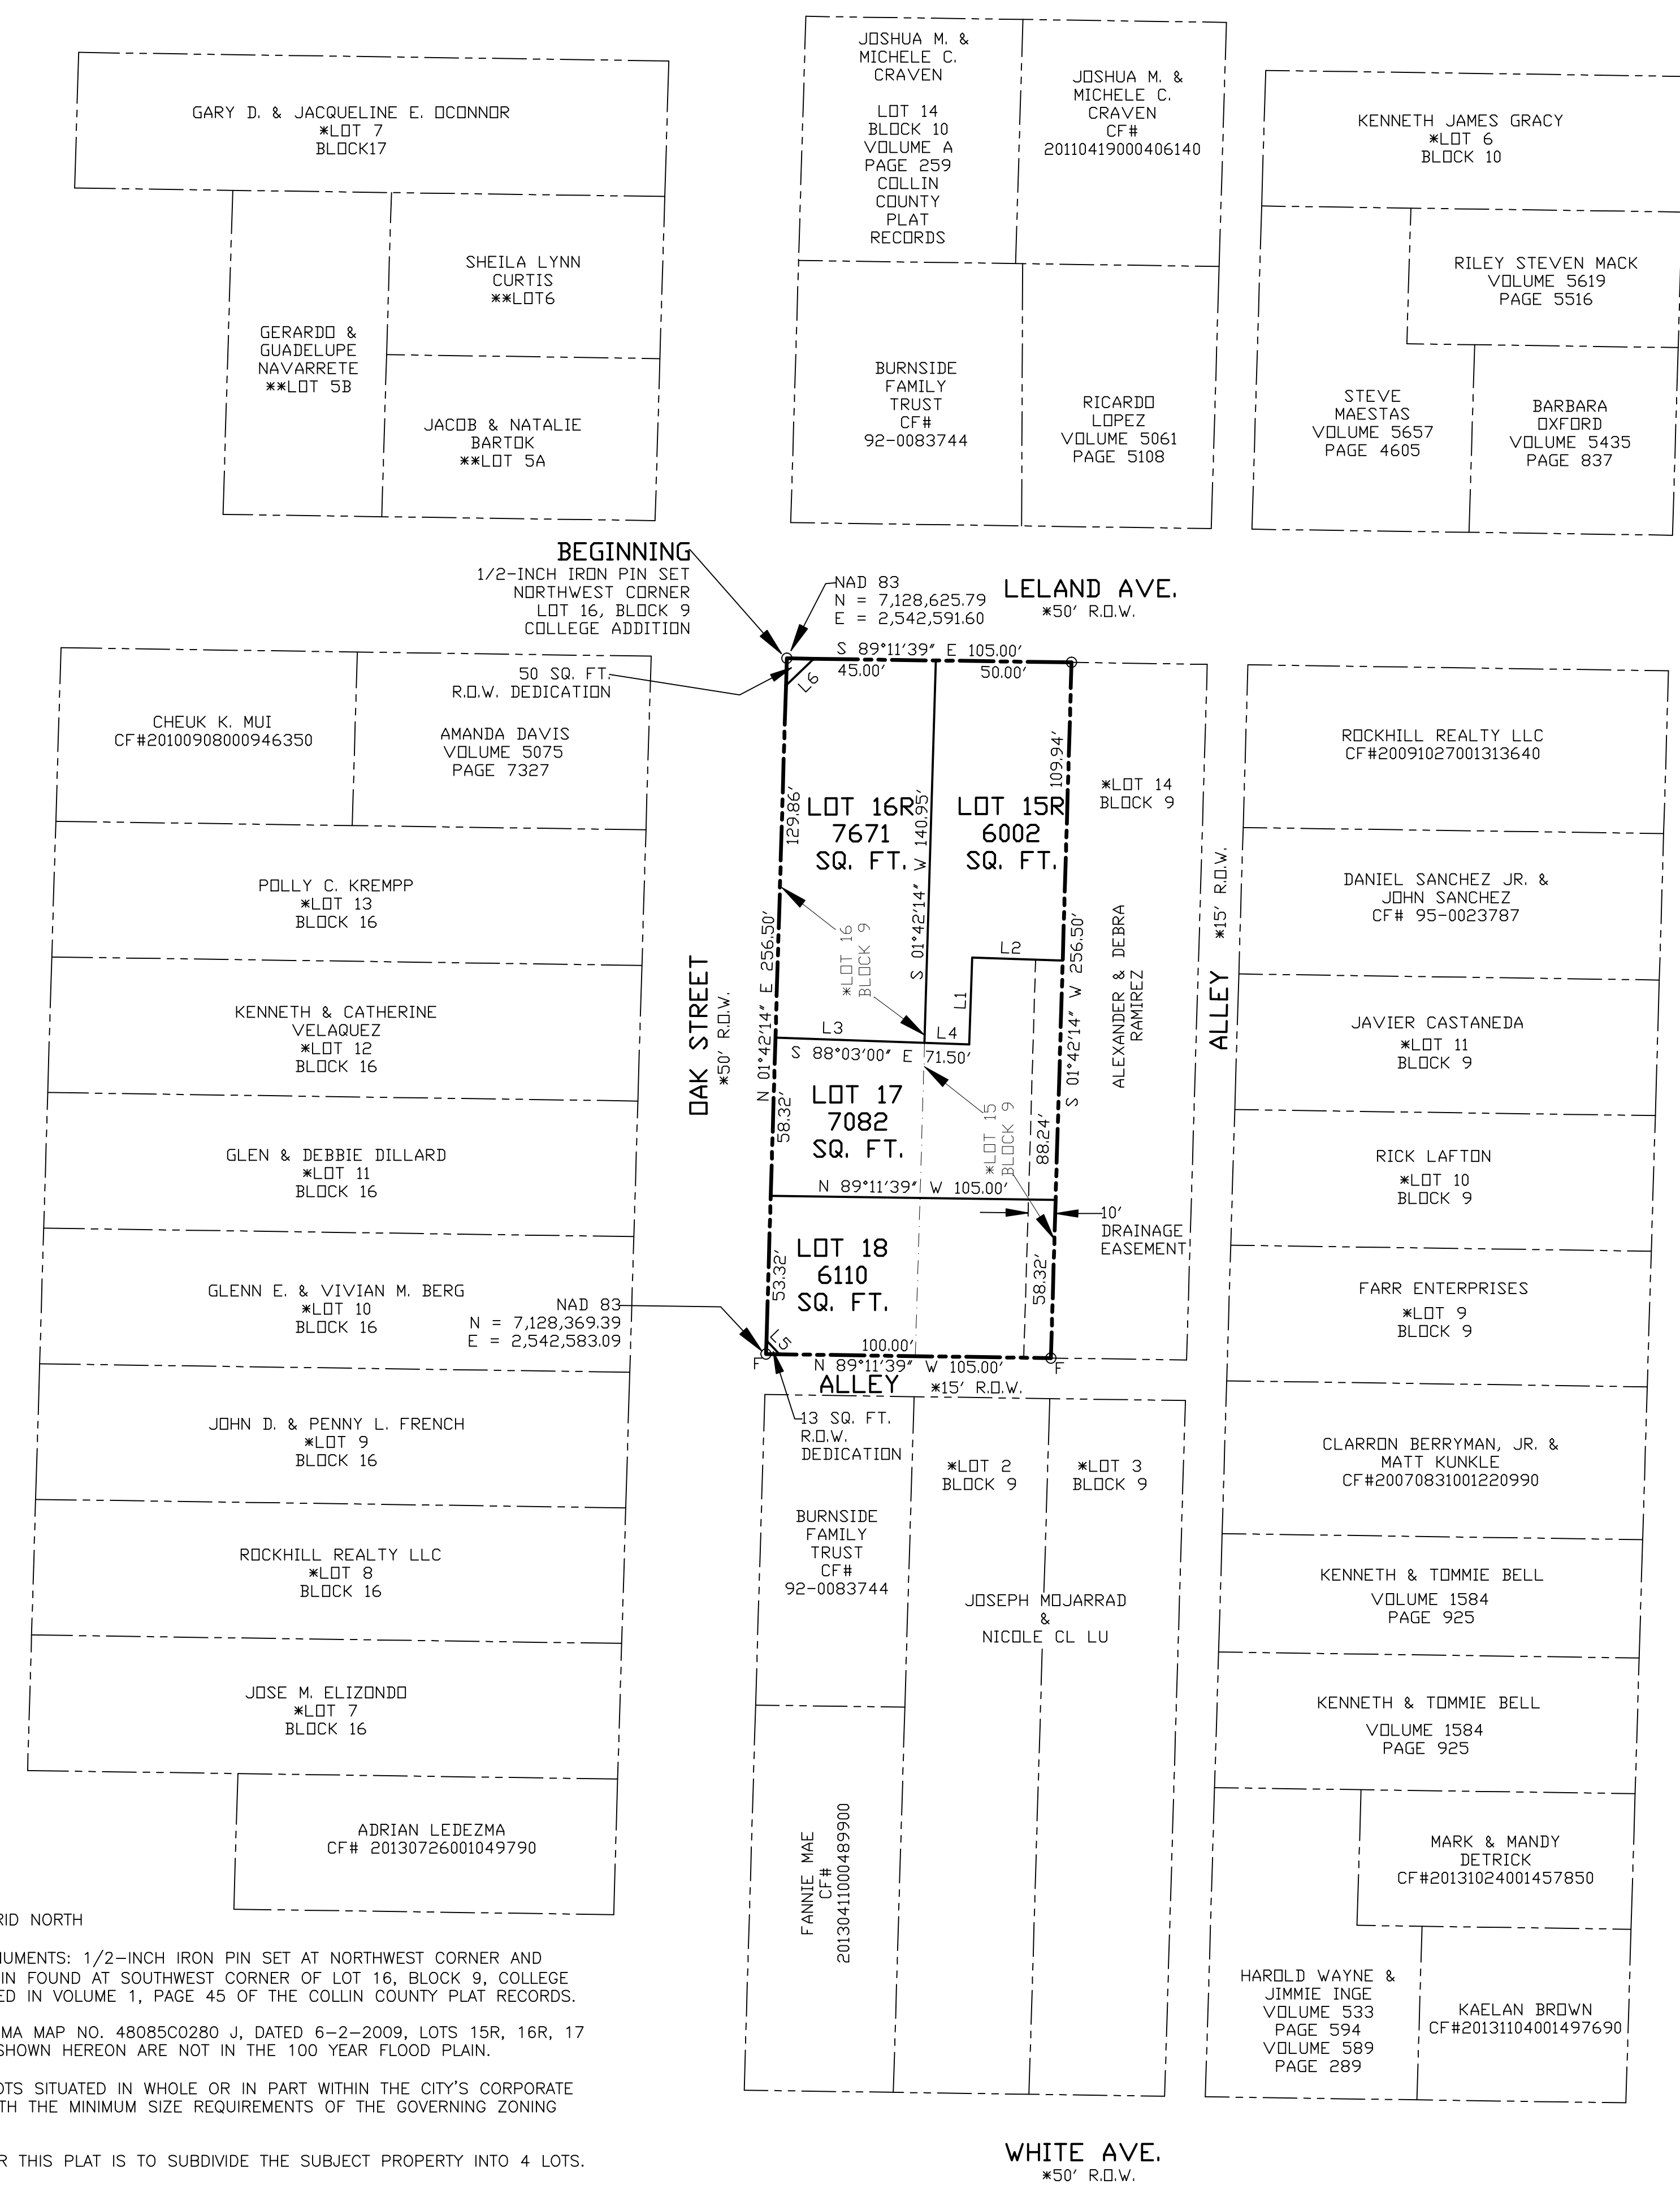 GARY D. & JACQUELINE E. OCONNOR
*LOT 7
BLOCK17
SHEILA LYNN
CURTIS
**LOT6
GERARDO &
GUADELUPE
NAVARRETE
**LOT 5B
JACOB & NATALIE
BARTOK
**LOT 5A
JOSHUA M. &
MICHELE C.
CRAVEN
LOT 14
BLOCK 10
VOLUME A
PAGE 259
COLLIN
COUNTY
PLAT
RECORDS
JOSHUA M. &
MICHELE C.
CRAVEN
CF#
20110419000406140
BURNSIDE
FAMILY
TRUST
CF#
92-0083744
RICARDO
LOPEZ
VOLUME 5061
PAGE 5108
KENNETH JAMES GRACY
*LOT 6
BLOCK 10
RILEY STEVEN MACK
VOLUME 5619
PAGE 5516
STEVE
MAESTAS
VOLUME 5657
PAGE 4605
BARBARA
OXFORD
VOLUME 5435
PAGE 837
BEGINNING
1/2-INCH IRON PIN SET
NORTHWEST CORNER
LOT 16, BLOCK 9
COLLEGE ADDITION
NAD 83
N = 7,128,625.79
E = 2,542,591.60
LELAND AVE.
*50' R.O.W.
50 SQ. FT.
R.O.W. DEDICATION
S 89°11'39" E 105.00'
45.00'
50.00'
L6
CHEUK K. MUI
CF#20100908000946350
AMANDA DAVIS
VOLUME 5075
PAGE 7327
POLLY C. KREMPP
*LOT 13
BLOCK 16
KENNETH & CATHERINE
VELAQUEZ
*LOT 12
BLOCK 16
GLEN & DEBBIE DILLARD
*LOT 11
BLOCK 16
GLENN E. & VIVIAN M. BERG
*LOT 10
BLOCK 16
NAD 83
N = 7,128,369.39
E = 2,542,583.09
JOHN D. & PENNY L. FRENCH
*LOT 9
BLOCK 16
ROCKHILL REALTY LLC
*LOT 8
BLOCK 16
JOSE M. ELIZONDO
*LOT 7
BLOCK 16
ADRIAN LEDEZMA
CF# 20130726001049790
OAK STREET
*50' R.O.W.
N 01°42'14" E 256.50'
129.86'
58.32'
53.32'
LOT 16R
7671
SQ. FT.
S 01°42'14" W 140.95'
LOT 15R
6002
SQ. FT.
109.94'
*LOT 16
BLOCK 9
L2
L1
L3
L4
S 88°03'00" E 71.50'
S 01°42'14" W 256.50'
LOT 17
7082
SQ. FT.
*LOT 15
BLOCK 9
88.24'
N 89°11'39" W 105.00'
10'
DRAINAGE
EASEMENT
LOT 18
6110
SQ. FT.
58.32'
L5
100.00'
F
N 89°11'39" W 105.00'
F
ALLEY
*15' R.O.W.
13 SQ. FT.
R.O.W.
DEDICATION
*LOT 14
BLOCK 9
ALEXANDER & DEBRA
RAMIREZ
ALLEY
*15' R.O.W.
ROCKHILL REALTY LLC
CF#20091027001313640
DANIEL SANCHEZ JR. &
JOHN SANCHEZ
CF# 95-0023787
JAVIER CASTANEDA
*LOT 11
BLOCK 9
RICK LAFTON
*LOT 10
BLOCK 9
FARR ENTERPRISES
*LOT 9
BLOCK 9
CLARRON BERRYMAN, JR. &
MATT KUNKLE
CF#20070831001220990
KENNETH & TOMMIE BELL
VOLUME 1584
PAGE 925
KENNETH & TOMMIE BELL
VOLUME 1584
PAGE 925
MARK & MANDY
DETRICK
CF#20131024001457850
HAROLD WAYNE &
JIMMIE INGE
VOLUME 533
PAGE 594
VOLUME 589
PAGE 289
KAELAN BROWN
CF#20131104001497690
BURNSIDE
FAMILY
TRUST
CF#
92-0083744
*LOT 2
BLOCK 9
*LOT 3
BLOCK 9
JOSEPH MOJARRAD
&
NICOLE CL LU
FANNIE MAE
CF#
20130411000489900
RID NORTH
NUMENTS: 1/2-INCH IRON PIN SET AT NORTHWEST CORNER AND
IN FOUND AT SOUTHWEST CORNER OF LOT 16, BLOCK 9, COLLEGE
ED IN VOLUME 1, PAGE 45 OF THE COLLIN COUNTY PLAT RECORDS.
MA MAP NO. 48085C0280 J, DATED 6-2-2009, LOTS 15R, 16R, 17
SHOWN HEREON ARE NOT IN THE 100 YEAR FLOOD PLAIN.
OTS SITUATED IN WHOLE OR IN PART WITHIN THE CITY'S CORPORATE
TH THE MINIMUM SIZE REQUIREMENTS OF THE GOVERNING ZONING
R THIS PLAT IS TO SUBDIVIDE THE SUBJECT PROPERTY INTO 4 LOTS.
WHITE AVE.
*50' R.O.W.